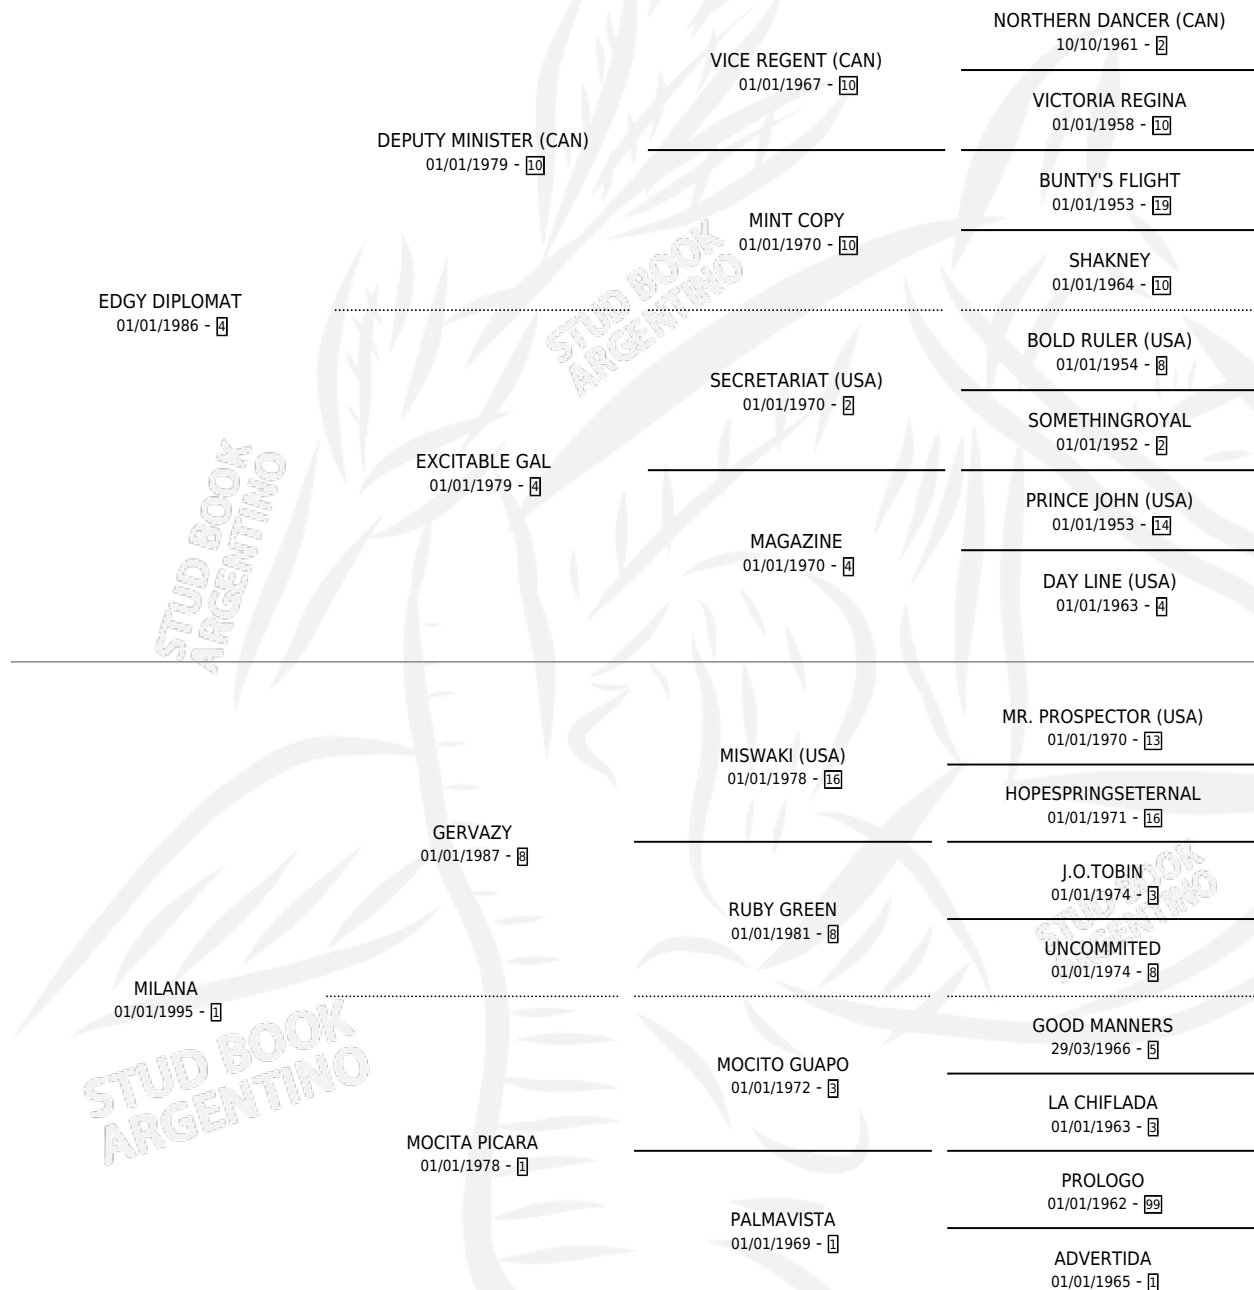 NORTHERN DANCER (CAN)
10/10/1961 - 2
VICE REGENT (CAN)
01/01/1967 - 10
VICTORIA REGINA
01/01/1958 - 10
DEPUTY MINISTER (CAN)
01/01/1979 - 10
BUNTY'S FLIGHT
01/01/1953 - 19
MINT COPY
01/01/1970 - 10
SHAKNEY
01/01/1964 - 10
EDGY DIPLOMAT
01/01/1986 - 4
BOLD RULER (USA)
01/01/1954 - 8
SECRETARIAT (USA)
01/01/1970 - 2
SOMETHINGROYAL
01/01/1952 - 2
EXCITABLE GAL
01/01/1979 - 4
PRINCE JOHN (USA)
01/01/1953 - 14
MAGAZINE
01/01/1970 - 4
DAY LINE (USA)
01/01/1963 - 4
MR. PROSPECTOR (USA)
01/01/1970 - 13
MISWAKI (USA)
01/01/1978 - 16
HOPESPRINGSETERNAL
01/01/1971 - 16
GERVAZY
01/01/1987 - 8
J.O.TOBIN
01/01/1974 - 3
RUBY GREEN
01/01/1981 - 8
UNCOMMITED
01/01/1974 - 8
MILANA
01/01/1995 - 1
GOOD MANNERS
29/03/1966 - 5
MOCITO GUAPO
01/01/1972 - 3
LA CHIFLADA
01/01/1963 - 3
MOCITA PICARA
01/01/1978 - 1
PROLOGO
01/01/1962 - 99
PALMAVISTA
01/01/1969 - 1
ADVERTIDA
01/01/1965 - 1
STUD BOOK
ARGENTINO
STUD BOOK
ARGENTINO
STUD BOOK
ARGENTINO
STUD BOOK
ARGENTINO